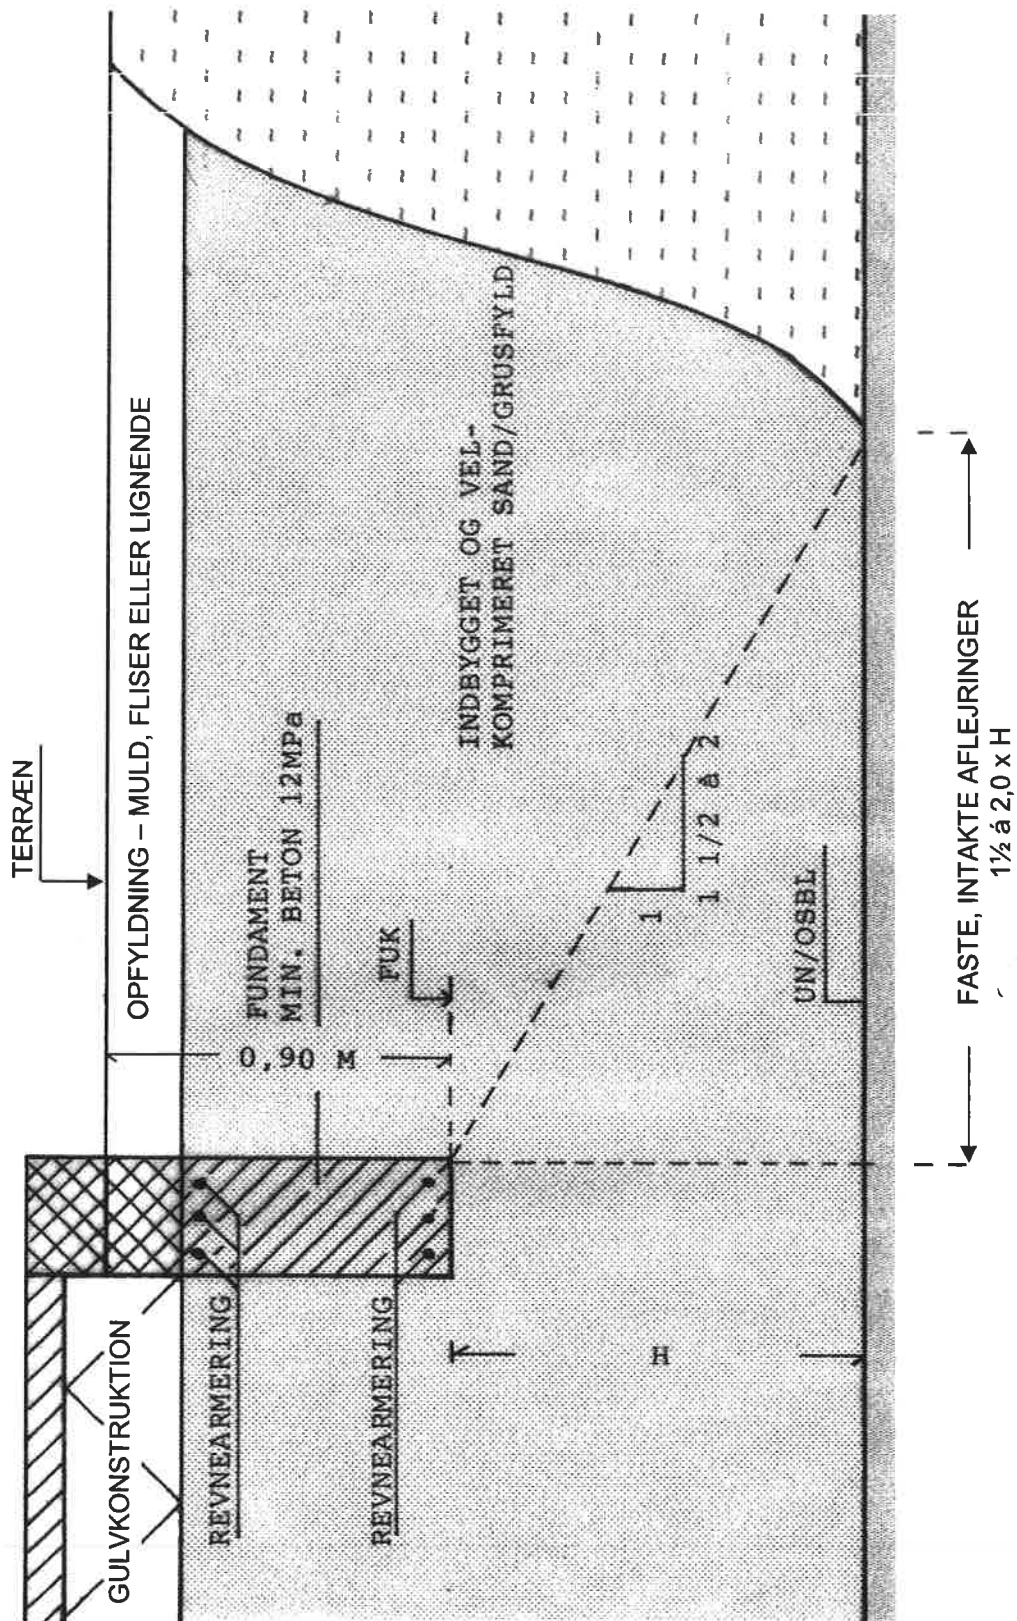 TERRÆN
OPFYLDNING – MULD, FLISER ELLER LIGNENDE
GULVKONSTRUKTION
FUNDAMENT
MIN. BETON 12MPa
0,90 M
REVNEARMERING
FUK
REVNEARMERING
INDBYGGET OG VEL-
KOMPRIMERET SAND/GRUSFYLD
1
1 1/2 à 2
H
UN/OSBL
FASTE, INTAKTE AFLEJRINGER
1½ á 2,0 x H